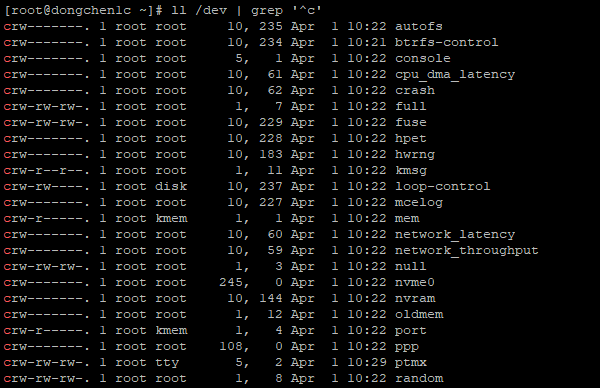 [root@dongchen1c ~]# ll /dev | grep '^c'
crw-------. 1 root root     10, 235 Apr  1 10:22 autofs
crw-------. 1 root root     10, 234 Apr  1 10:21 btrfs-control
crw-------. 1 root root      5,   1 Apr  1 10:22 console
crw-------. 1 root root     10,  61 Apr  1 10:22 cpu_dma_latency
crw-------. 1 root root     10,  62 Apr  1 10:22 crash
crw-rw-rw-. 1 root root      1,   7 Apr  1 10:22 full
crw-rw-rw-. 1 root root     10, 229 Apr  1 10:22 fuse
crw-------. 1 root root     10, 228 Apr  1 10:22 hpet
crw-------. 1 root root     10, 183 Apr  1 10:22 hwrng
crw-r--r--. 1 root root      1,  11 Apr  1 10:22 kmsg
crw-rw----. 1 root disk     10, 237 Apr  1 10:22 loop-control
crw-------. 1 root root     10, 227 Apr  1 10:22 mcelog
crw-r-----. 1 root kmem      1,   1 Apr  1 10:22 mem
crw-------. 1 root root     10,  60 Apr  1 10:22 network_latency
crw-------. 1 root root     10,  59 Apr  1 10:22 network_throughput
crw-rw-rw-. 1 root root      1,   3 Apr  1 10:22 null
crw-------. 1 root root    245,   0 Apr  1 10:22 nvme0
crw-------. 1 root root     10, 144 Apr  1 10:22 nvram
crw-------. 1 root root      1,  12 Apr  1 10:22 oldmem
crw-r-----. 1 root kmem      1,   4 Apr  1 10:22 port
crw-------. 1 root root    108,   0 Apr  1 10:22 ppp
crw-rw-rw-. 1 root tty       5,   2 Apr  1 10:29 ptmx
crw-rw-rw-. 1 root root      1,   8 Apr  1 10:22 random